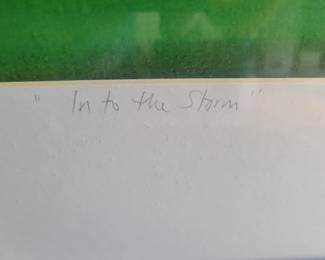 "In to the Storm"